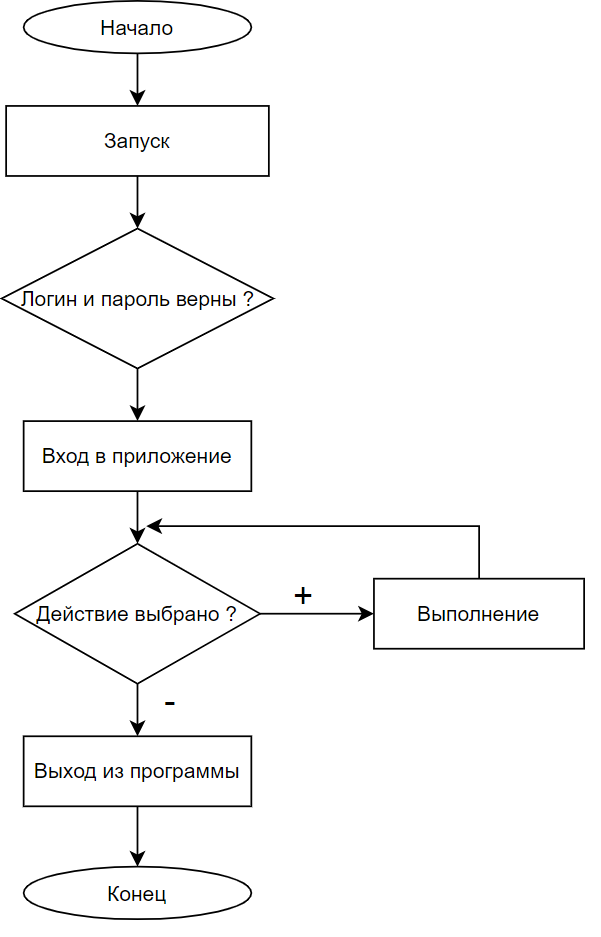 Начало
Запуск
Логин и пароль верны ?
Вход в приложение
Действие выбрано ?
+
Выполнение
-
Выход из программы
Конец